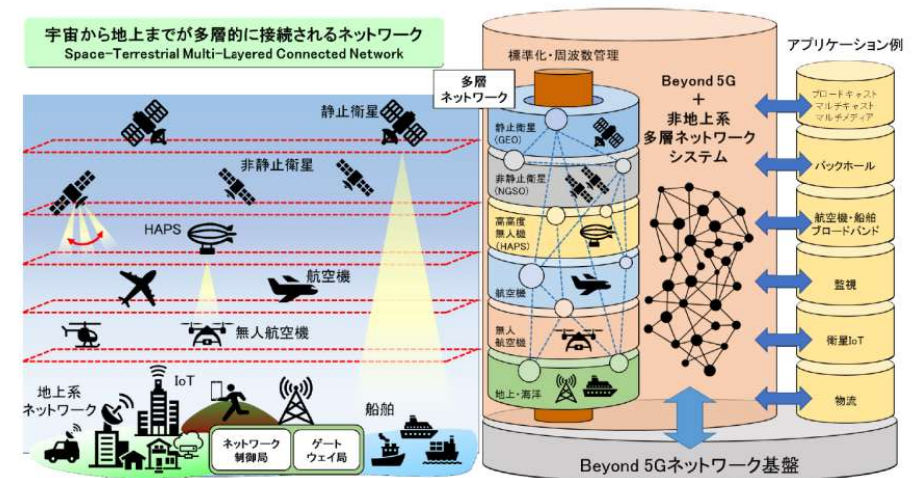 宇宙から地上までが多層的に接続されるネットワーク
Space-Terrestrial Multi-Layered Connected Network
静止衛星
非静止衛星
HAPS
航空機
無人航空機
IoT
地上系
ネットワーク
船舶
ネットワーク
制御局
ゲート
ウェイ局
標準化・周波数管理
多層
ネットワーク
静止衛星
(GEO)
非静止衛星
(NGSO)
高高度
無人機
(HAPS)
航空機
無人
航空機
地上・海洋
Beyond 5G
+
非地上系
多層ネットワーク
システム
アプリケーション例
ブロードキャスト
マルチキャスト
マルチメディア
バックホール
航空機・船舶
ブロードバンド
監視
衛星IoT
物流
Beyond 5Gネットワーク基盤